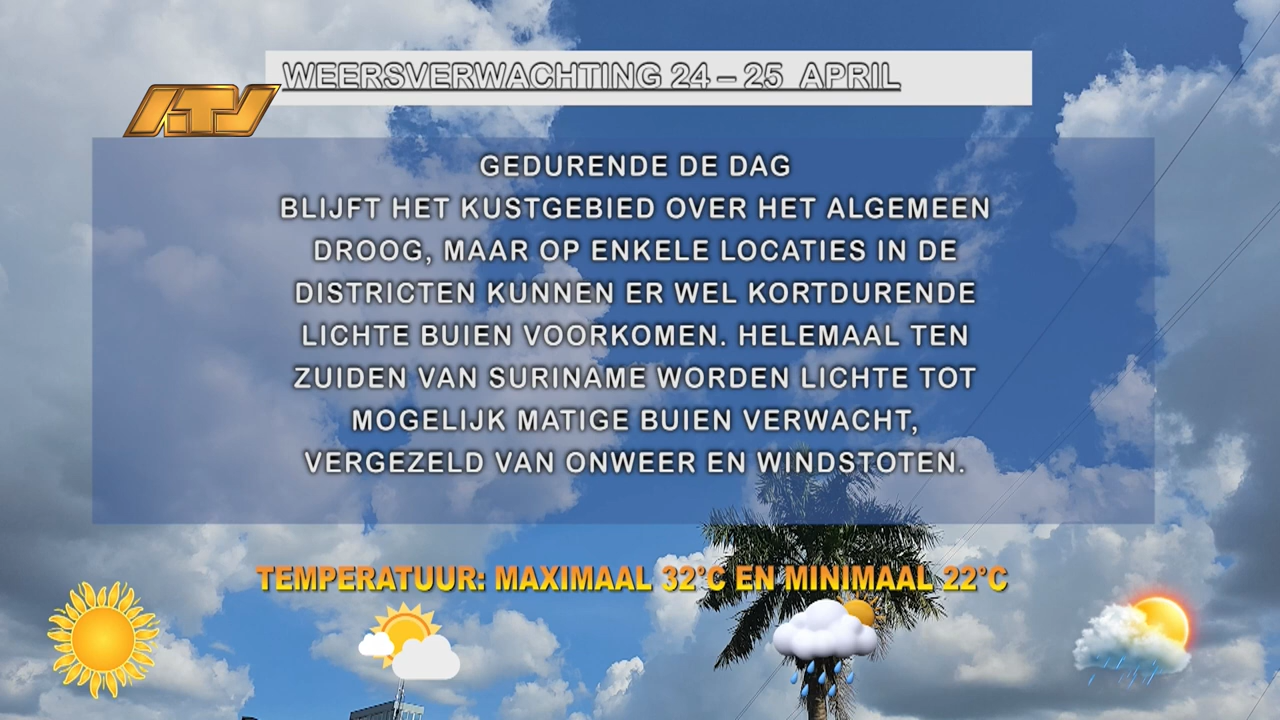 WEERSVERWACHTING 24 – 25 APRIL
ATV
GEDURENDE DE DAG
BLIJFT HET KUSTGEBIED OVER HET ALGEMEEN
DROOG, MAAR OP ENKELE LOCATIES IN DE
DISTRICTEN KUNNEN ER WEL KORTDURENDE
LICHTE BUIEN VOORKOMEN. HELEMAAL TEN
ZUIDEN VAN SURINAME WORDEN LICHTE TOT
MOGELIJK MATIGE BUIEN VERWACHT,
VERGEZELD VAN ONWEER EN WINDSTOTEN.
TEMPERATUUR: MAXIMAAL 32°C EN MINIMAAL 22°C